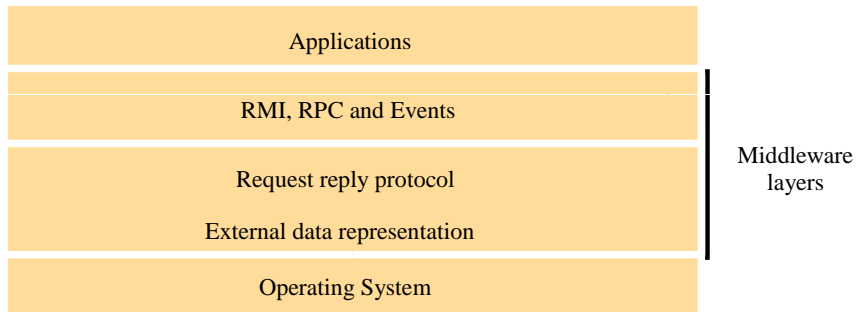 Applications
RMI, RPC and Events
Request reply protocol
External data representation
Operating System
Middleware
layers